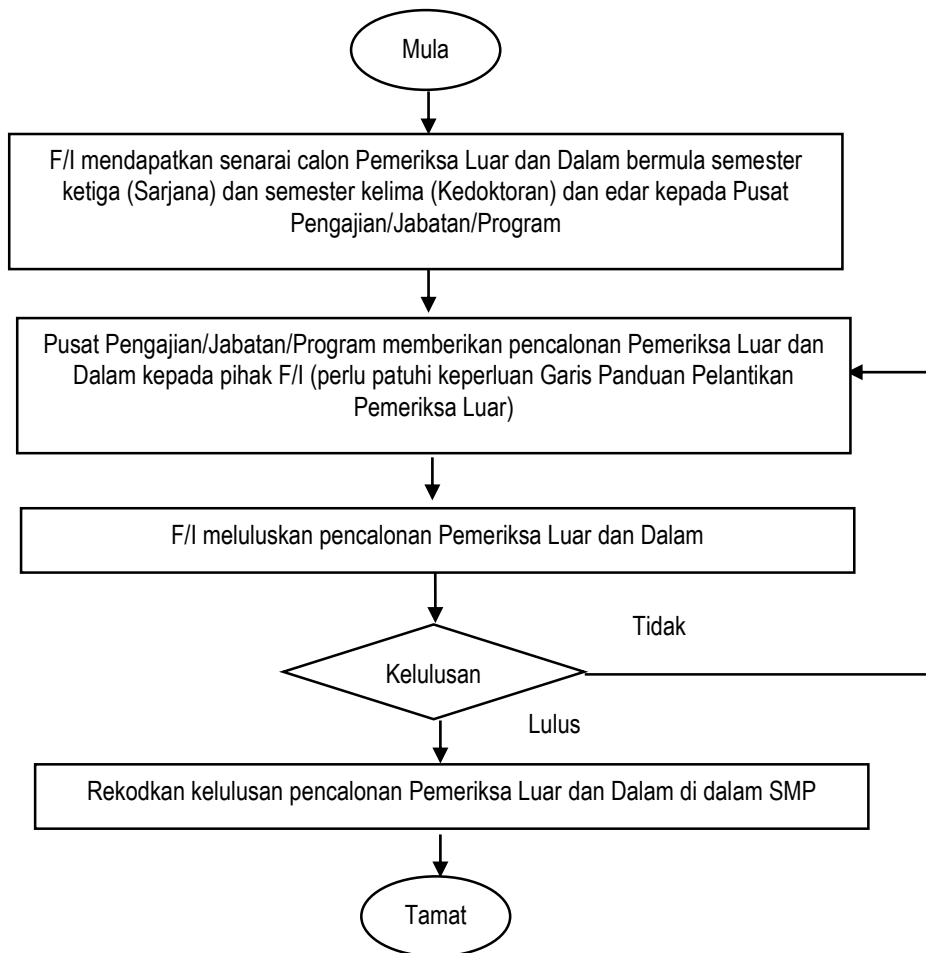 Mula
F/I mendapatkan senarai calon Pemeriksa Luar dan Dalam bermula semester
ketiga (Sarjana) dan semester kelima (Kedoktoran) dan edar kepada Pusat
Pengajian/Jabatan/Program
Pusat Pengajian/Jabatan/Program memberikan pencalonan Pemeriksa Luar dan
Dalam kepada pihak F/I (perlu patuhi keperluan Garis Panduan Pelantikan
Pemeriksa Luar)
F/I meluluskan pencalonan Pemeriksa Luar dan Dalam
Tidak
Kelulusan
Lulus
Rekodkan kelulusan pencalonan Pemeriksa Luar dan Dalam di dalam SMP
Tamat